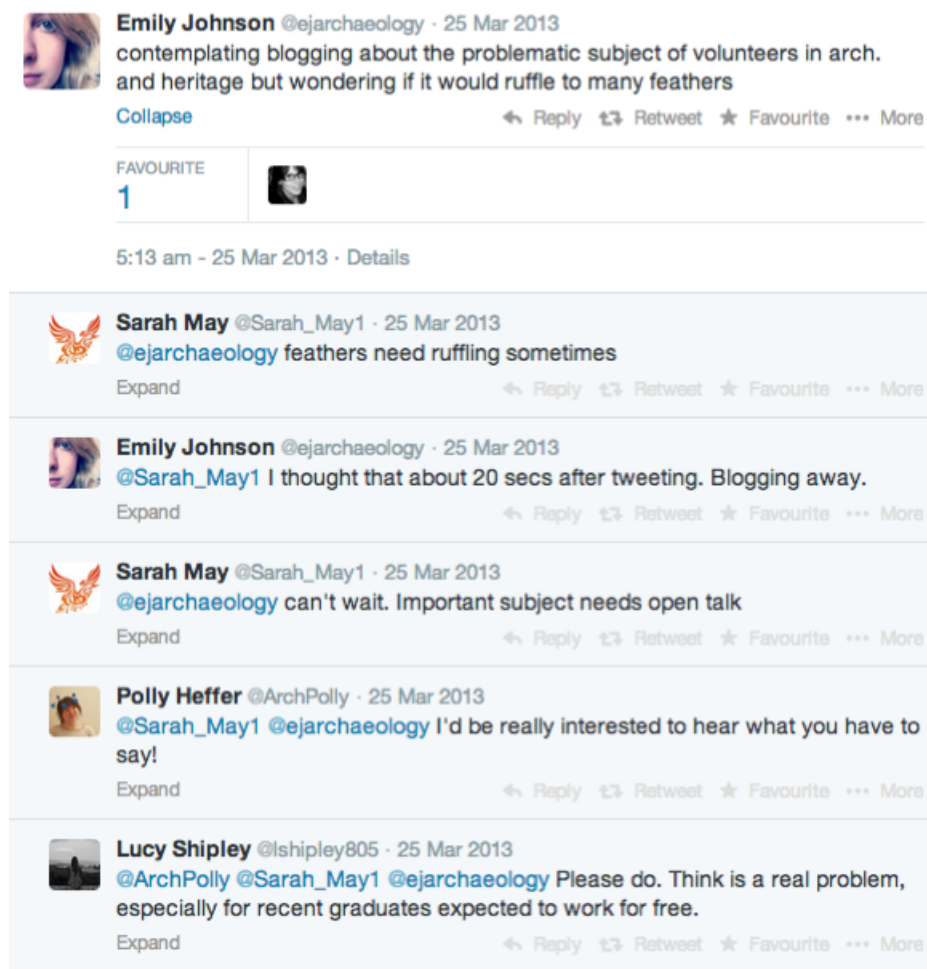 Emily Johnson @ejarchaeology · 25 Mar 2013
contemplating blogging about the problematic subject of volunteers in arch.
and heritage but wondering if it would ruffle to many feathers
Collapse Reply Retweet Favourite More
FAVOURITE
1
5:13 am - 25 Mar 2013 · Details
Sarah May @Sarah_May1 · 25 Mar 2013
@ejarchaeology feathers need ruffling sometimes
Expand Reply Retweet Favourite More
Emily Johnson @ejarchaeology · 25 Mar 2013
@Sarah_May1 I thought that about 20 secs after tweeting. Blogging away.
Expand Reply Retweet Favourite More
Sarah May @Sarah_May1 · 25 Mar 2013
@ejarchaeology can't wait. Important subject needs open talk
Expand Reply Retweet Favourite More
Polly Heffer @ArchPolly · 25 Mar 2013
@Sarah_May1 @ejarchaeology I'd be really interested to hear what you have to
say!
Expand Reply Retweet Favourite More
Lucy Shipley @lshipley805 · 25 Mar 2013
@ArchPolly @Sarah_May1 @ejarchaeology Please do. Think is a real problem,
especially for recent graduates expected to work for free.
Expand Reply Retweet Favourite More